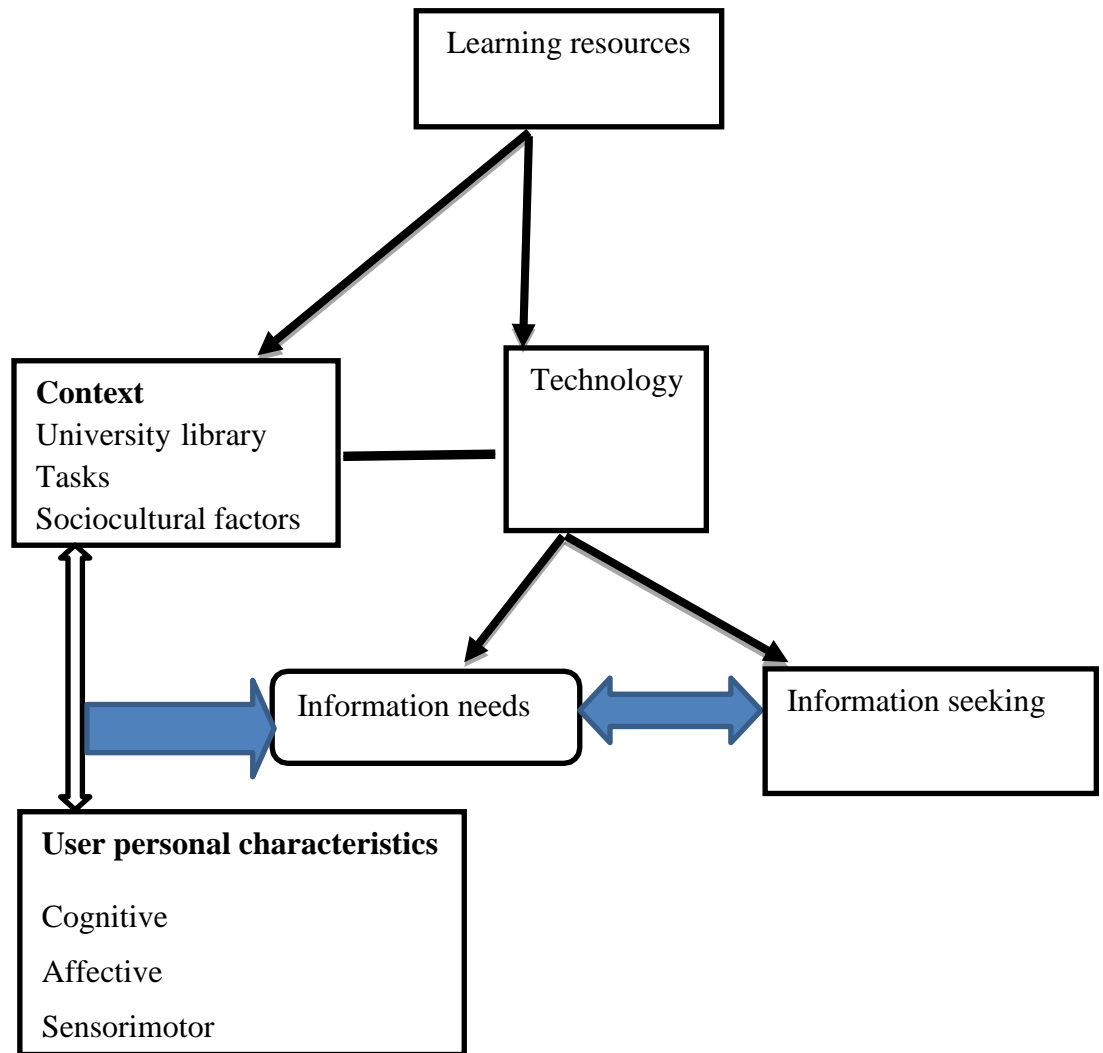 Learning resources
Context
University library
Tasks
Sociocultural factors
Technology
Information needs
Information seeking
User personal characteristics
Cognitive
Affective
Sensorimotor